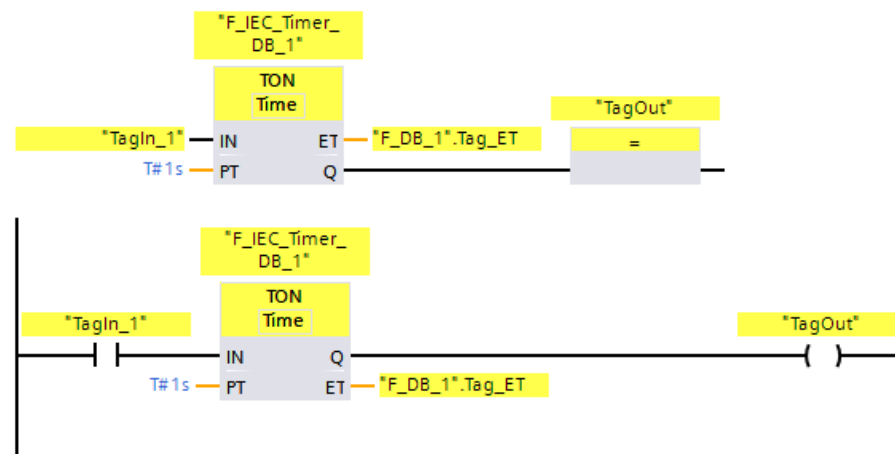 "F_IEC_Timer_
DB_1"
TON
Time
"TagOut"
"TagIn_1" IN ET "F_DB_1".Tag_ET =
T#1s PT Q
"F_IEC_Timer_
DB_1"
TON
"TagIn_1" Time "TagOut"
IN Q
T#1s PT ET "F_DB_1".Tag_ET